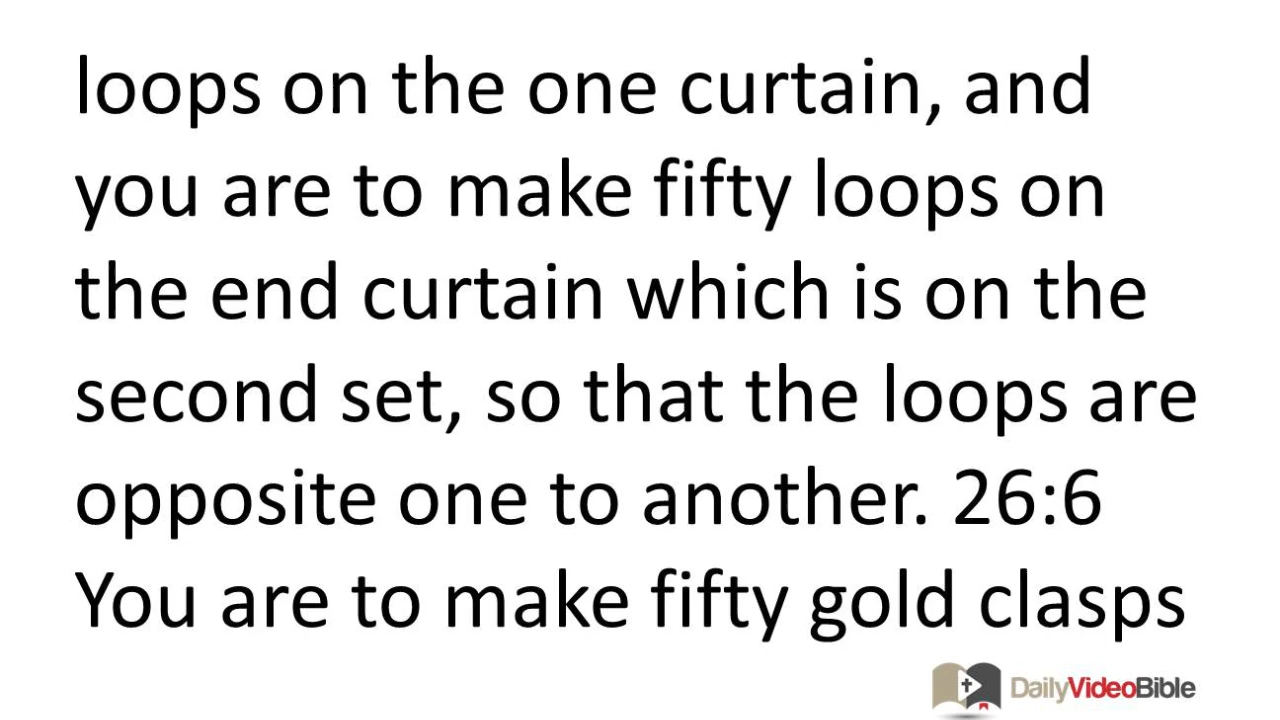 loops on the one curtain, and
you are to make fifty loops on
the end curtain which is on the
second set, so that the loops are
opposite one to another. 26:6
You are to make fifty gold clasps
DailyVideoBible